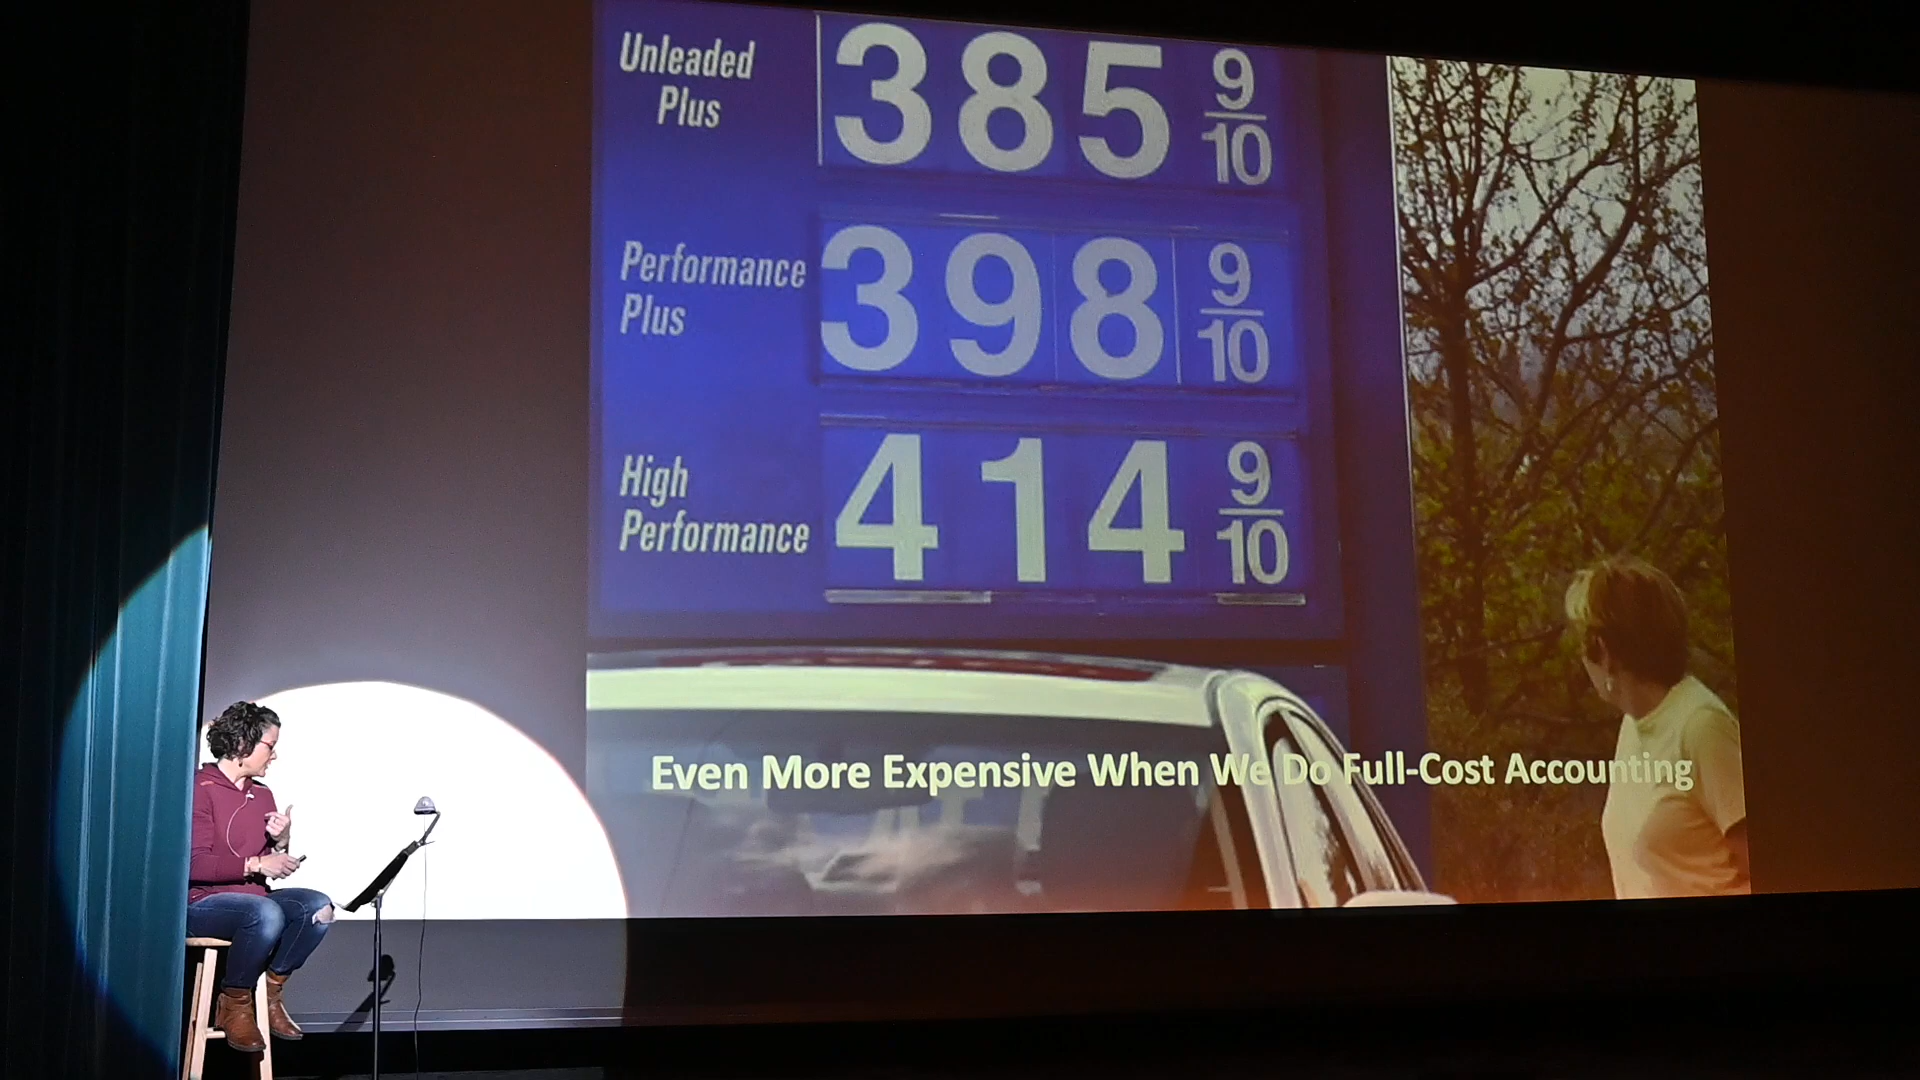 Unleaded
Plus
385 9/10
Performance
Plus
398 9/10
High
Performance
414 9/10
Even More Expensive When We Do Full-Cost Accounting